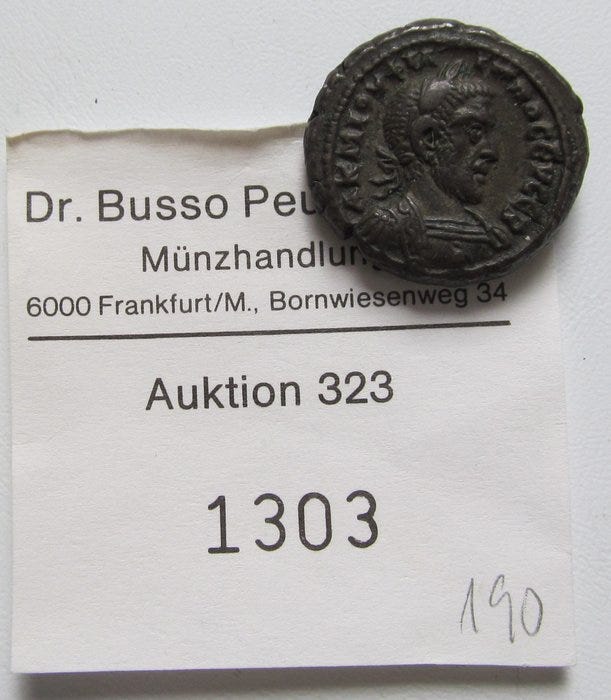 Dr. Busso Peu
Münzhandlun
6000 Frankfurt/M., Bornwiesenweg 34
Auktion 323
1303
190